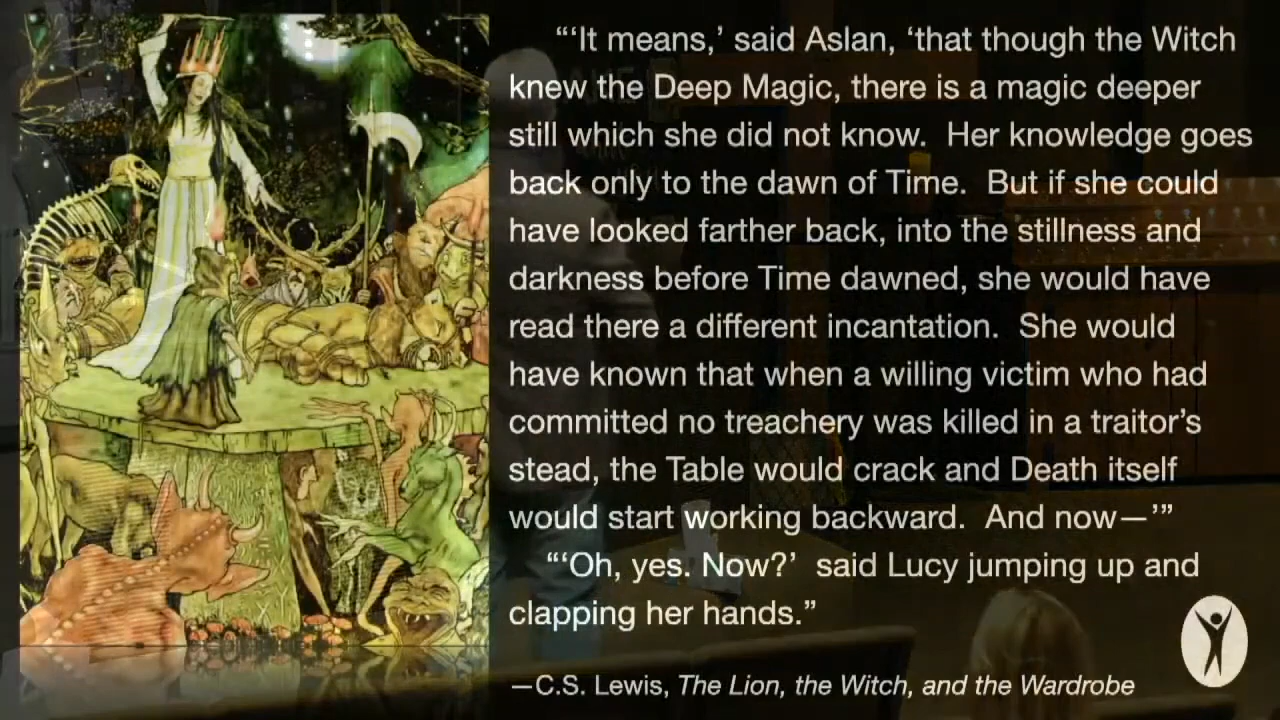 “‘It means,’ said Aslan, ‘that though the Witch
knew the Deep Magic, there is a magic deeper
still which she did not know.  Her knowledge goes
back only to the dawn of Time.  But if she could
have looked farther back, into the stillness and
darkness before Time dawned, she would have
read there a different incantation.  She would
have known that when a willing victim who had
committed no treachery was killed in a traitor’s
stead, the Table would crack and Death itself
would start working backward.  And now—’”
“‘Oh, yes. Now?’  said Lucy jumping up and
clapping her hands.”
—C.S. Lewis, The Lion, the Witch, and the Wardrobe